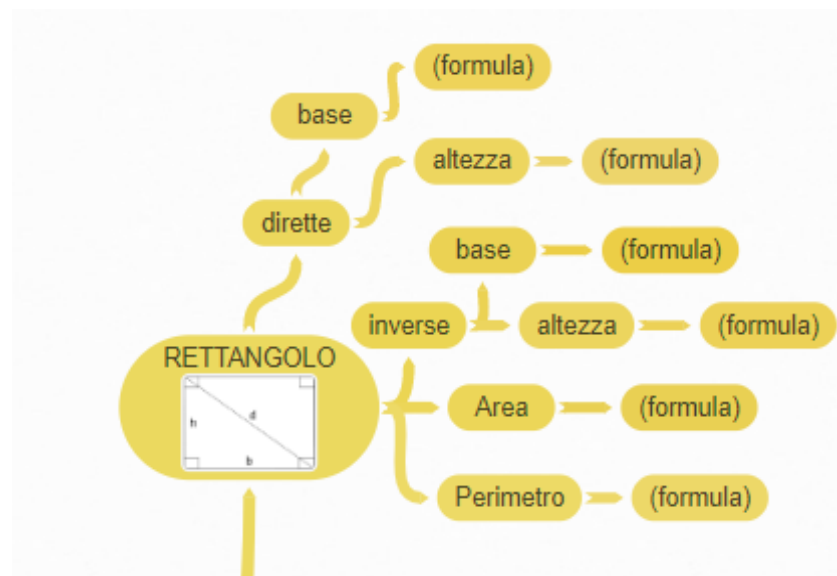 (formula)
base
altezza
(formula)
dirette
base
(formula)
inverse
altezza
(formula)
RETTANGOLO
h
d
b
Area
(formula)
Perimetro
(formula)